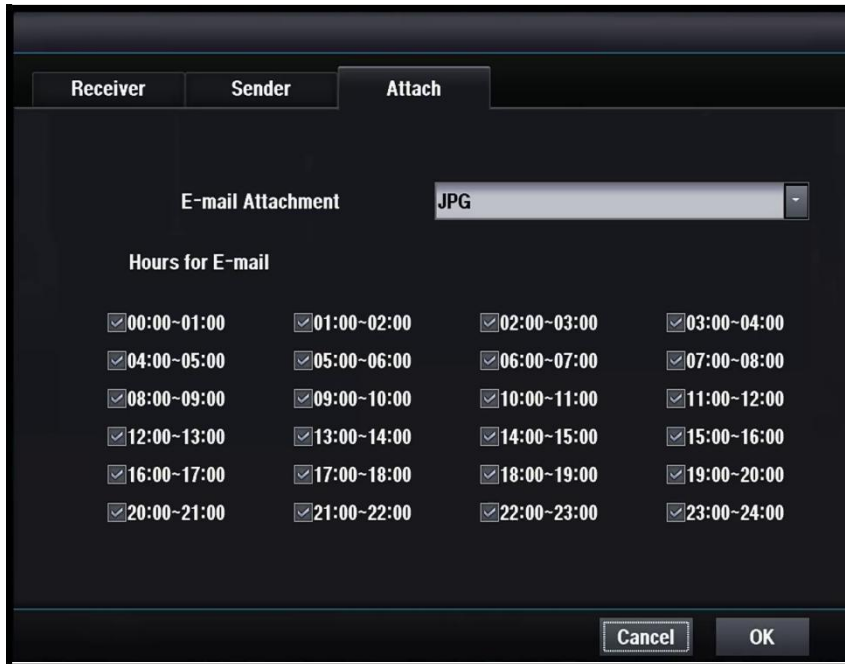 Receiver Sender Attach
E-mail Attachment JPG
Hours for E-mail
00:00~01:00 01:00~02:00 02:00~03:00 03:00~04:00
04:00~05:00 05:00~06:00 06:00~07:00 07:00~08:00
08:00~09:00 09:00~10:00 10:00~11:00 11:00~12:00
12:00~13:00 13:00~14:00 14:00~15:00 15:00~16:00
16:00~17:00 17:00~18:00 18:00~19:00 19:00~20:00
20:00~21:00 21:00~22:00 22:00~23:00 23:00~24:00
Cancel OK